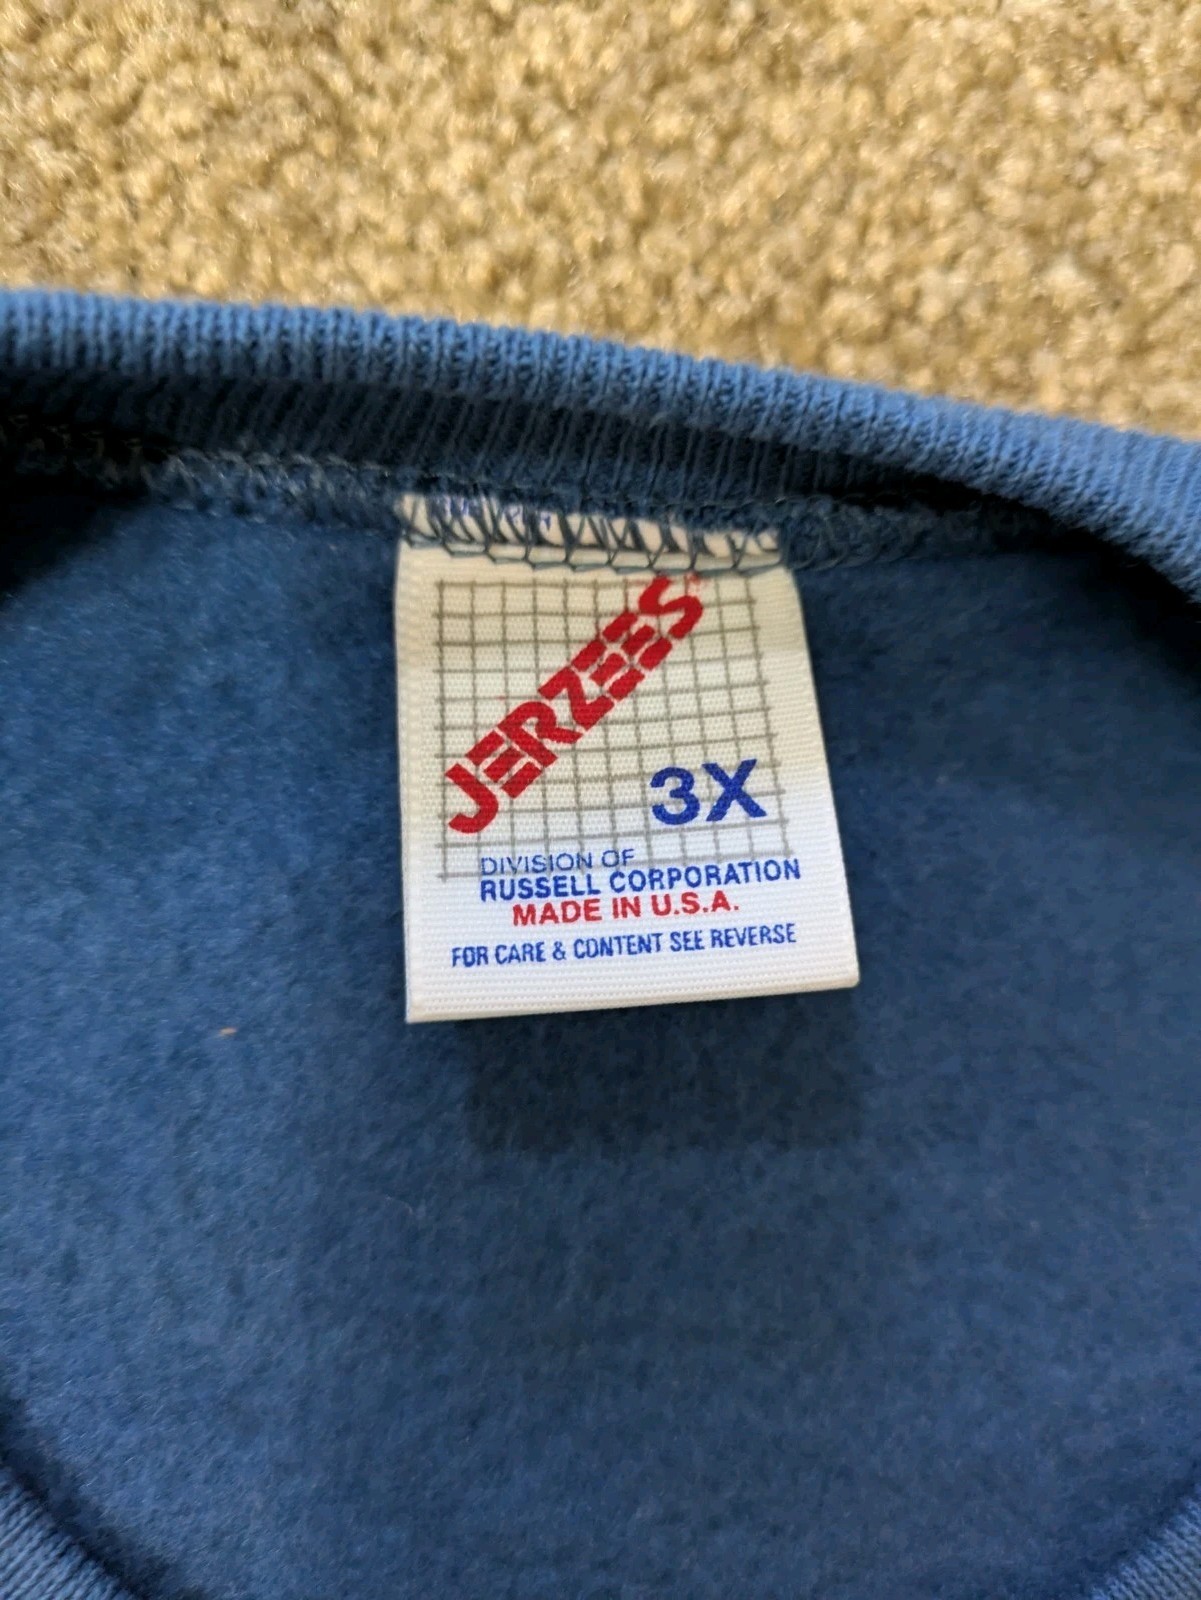 JERZEES
3X
DIVISION OF
RUSSELL CORPORATION
MADE IN U.S.A.
FOR CARE & CONTENT SEE REVERSE